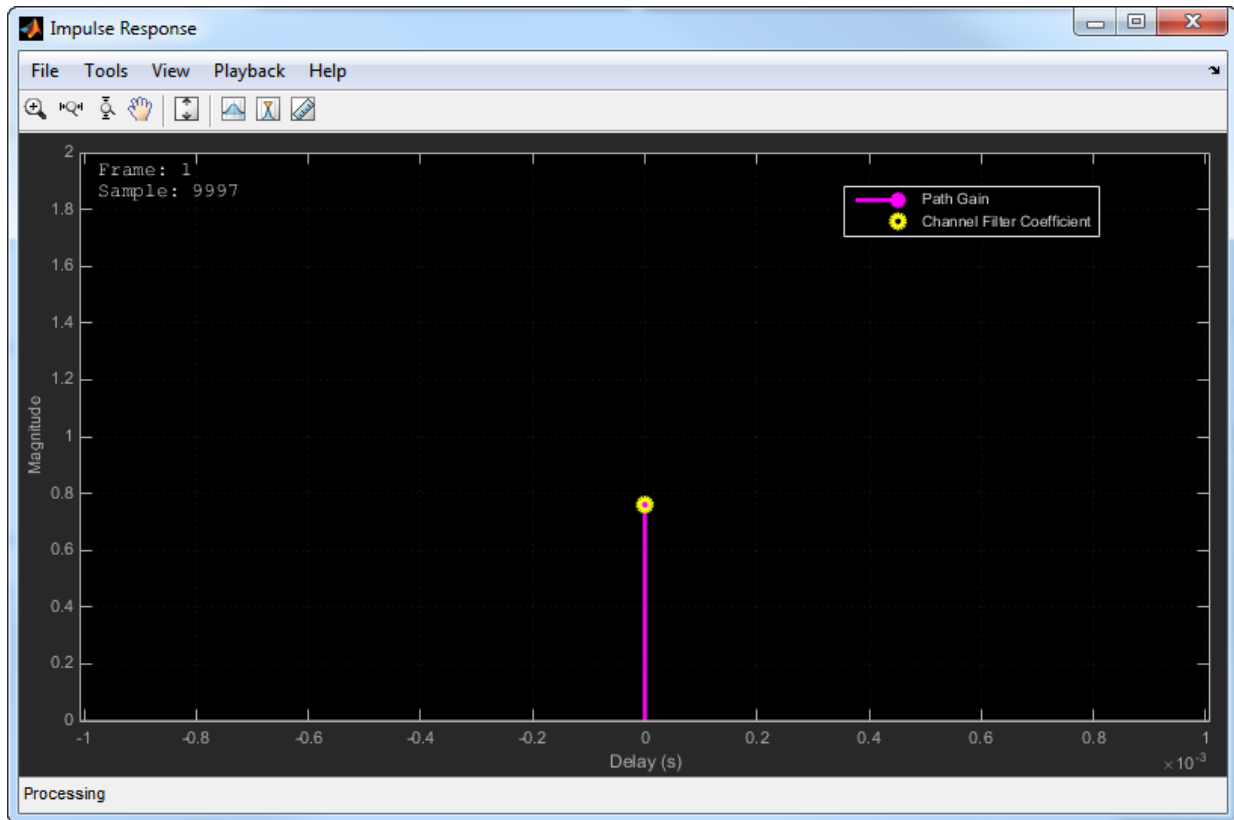 Impulse Response
File Tools View Playback Help
Frame: 1
Sample: 9997
Path Gain
Channel Filter Coefficient
2
1.8
1.6
1.4
1.2
1
0.8
0.6
0.4
0.2
0
Magnitude
-1 -0.8 -0.6 -0.4 -0.2 0 0.2 0.4 0.6 0.8 1
Delay (s)
×10⁻³
Processing